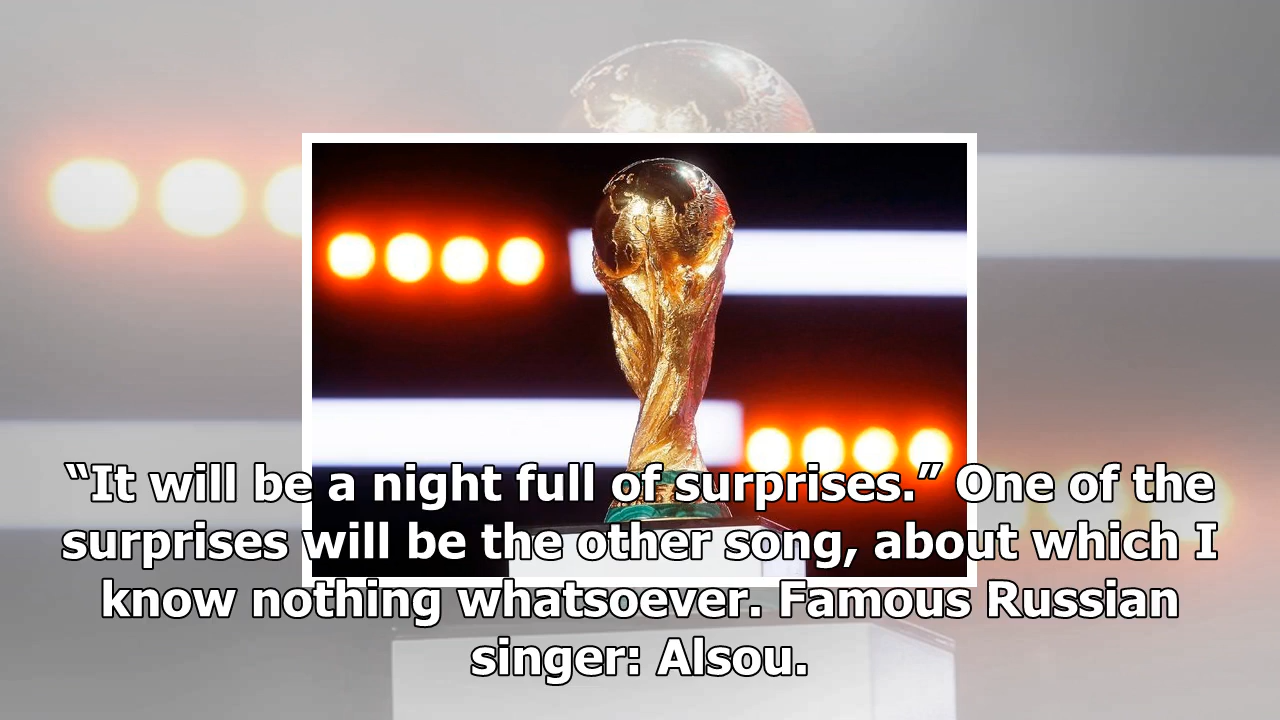 “It will be a night full of surprises.” One of the
surprises will be the other song, about which I
know nothing whatsoever. Famous Russian
singer: Alsou.